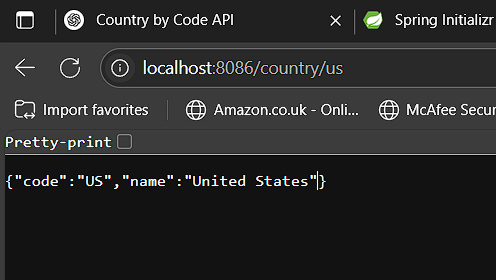 Country by Code API
Spring Initializr
localhost:8086/country/us
Import favorites
Amazon.co.uk - Onli...
McAfee Secur
Pretty-print
{"code":"US","name":"United States"}